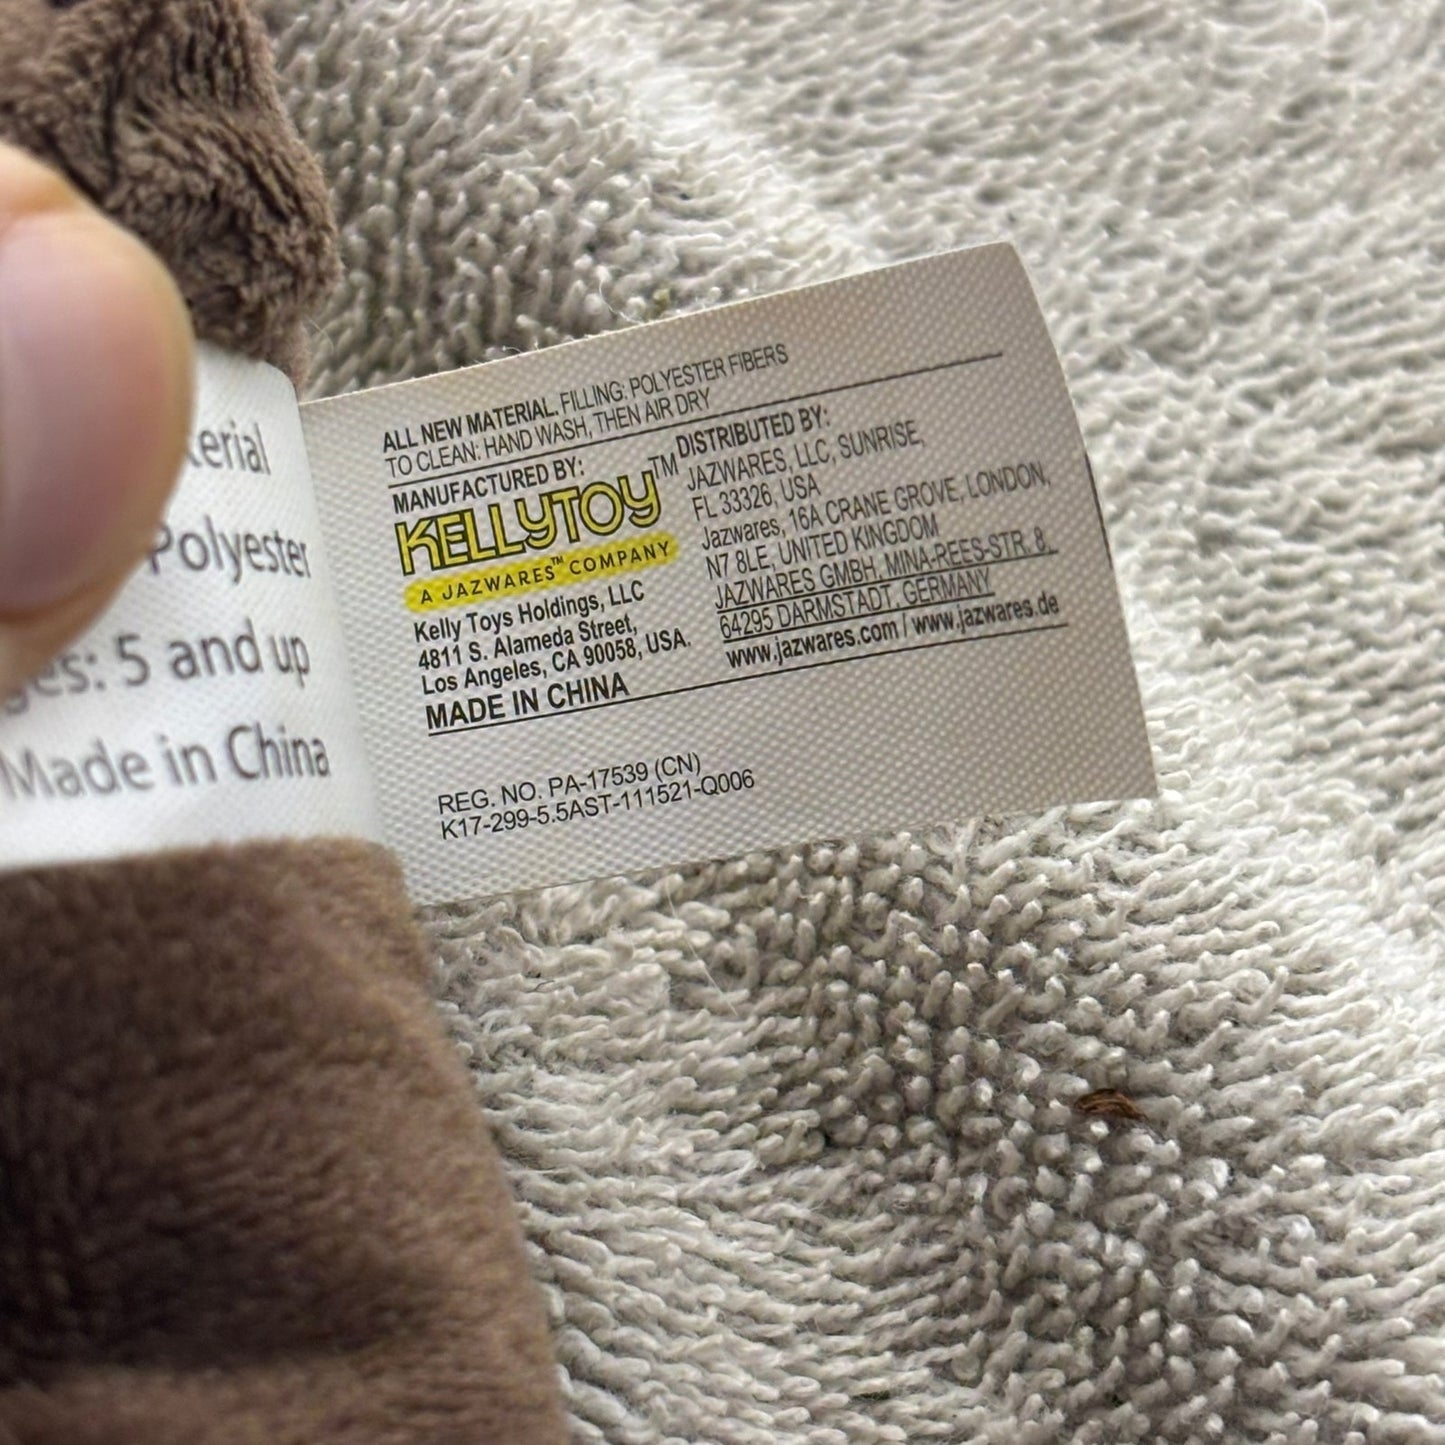 Polyester
5 and up
Made in China
ALL NEW MATERIAL. FILLING: POLYESTER FIBERS
TO CLEAN: HAND WASH, THEN AIR DRY
MANUFACTURED BY:
KELLYTOY™
A JAZWARES™ COMPANY
Kelly Toys Holdings, LLC
4811 S. Alameda Street,
Los Angeles, CA 90058, USA.
MADE IN CHINA
DISTRIBUTED BY:
JAZWARES, LLC, SUNRISE,
FL 33326, USA
Jazwares, 16A CRANE GROVE, LONDON,
N7 8LE, UNITED KINGDOM
JAZWARES GMBH, MINA-REES-STR. 8,
64295 DARMSTADT, GERMANY
www.jazwares.com / www.jazwares.de
REG. NO. PA-17539 (CN)
K17-299-5.5AST-111521-Q006